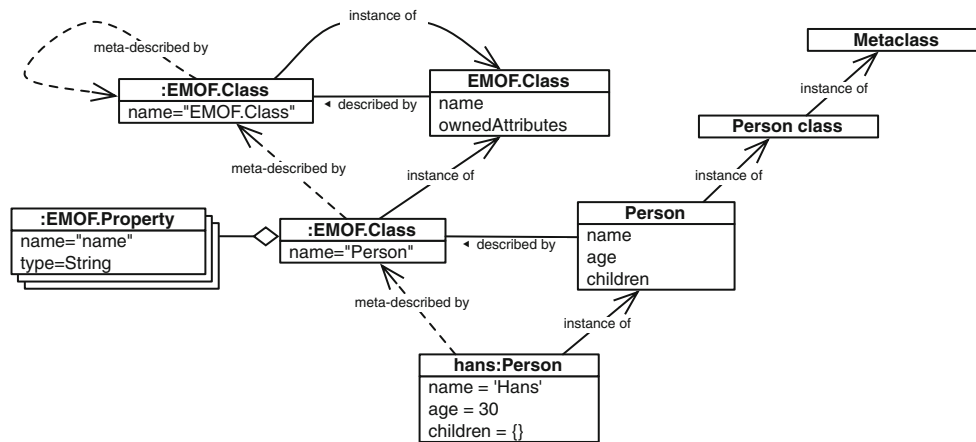 instance of
meta-described by
Metaclass
:EMOF.Class
name="EMOF.Class"
described by
EMOF.Class
name
ownedAttributes
instance of
Person class
meta-described by
instance of
instance of
:EMOF.Property
name="name"
type=String
:EMOF.Class
name="Person"
described by
Person
name
age
children
meta-described by
instance of
hans:Person
name = 'Hans'
age = 30
children = {}